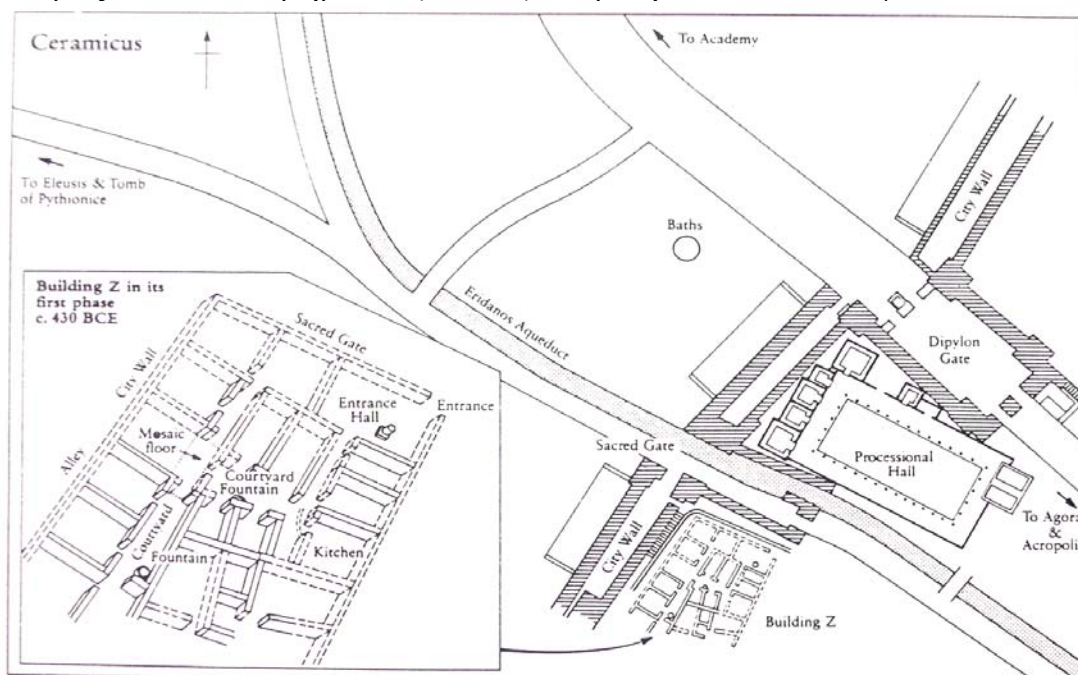 Ceramicus
To Academy
To Eleusis & Tomb
of Pythionice
City Wall
Baths
Building Z in its
first phase
c. 430 BCE
Eridanos Aqueduct
Sacred Gate
City Wall
Entrance
Hall
Entrance
Dipylon
Gate
Mosaic
floor
Alley
Courtyard
Fountain
Sacred Gate
Processional
Hall
Courtyard
Fountain
Kitchen
City Wall
To Agora
&
Acropoli
Building Z